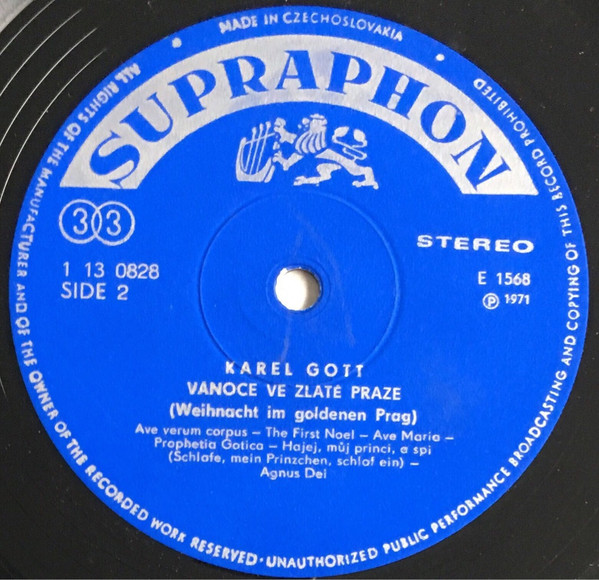 MADE IN CZECHOSLOVAKIA
SUPRAPHON
33
STEREO
1 13 0828
E 1568
SIDE 2
Ⓟ 1971
KAREL GOTT
VANOCE VE ZLATE PRAZE
(Weihnacht im goldenen Prag)
Ave verum corpus – The First Noel – Ave Maria –
Prophetia Gotica – Hajej, můj princi, a spi
(Schlafe, mein Prinzchen, schlaf ein) –
Agnus Dei
ALL RIGHTS OF THE MANUFACTURER AND OF THE OWNER OF THE RECORDED WORK RESERVED · UNAUTHORIZED PUBLIC PERFORMANCE BROADCASTING AND COPYING OF THIS RECORD PROHIBITED